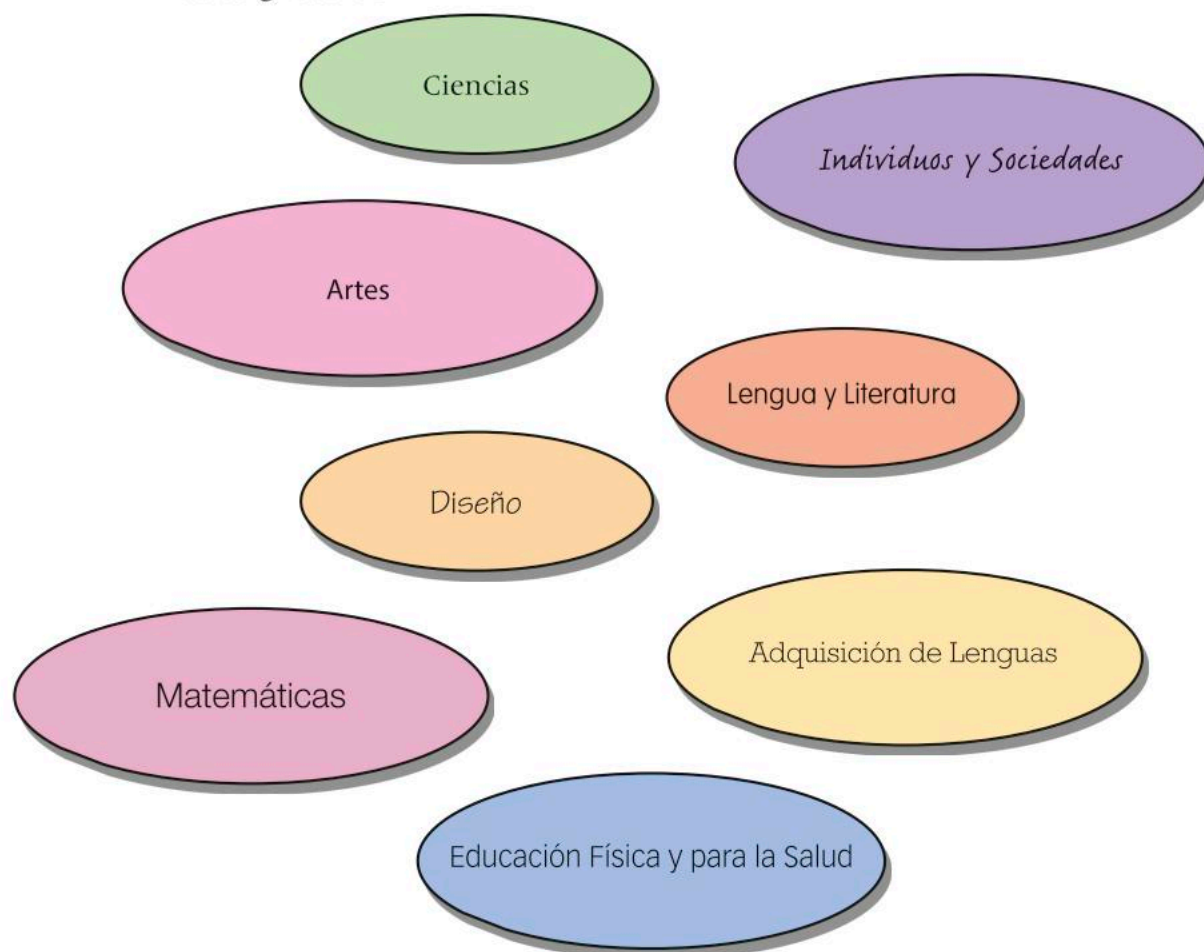 Ciencias
Individuos y Sociedades
Artes
Lengua y Literatura
Diseño
Adquisición de Lenguas
Matemáticas
Educación Física y para la Salud